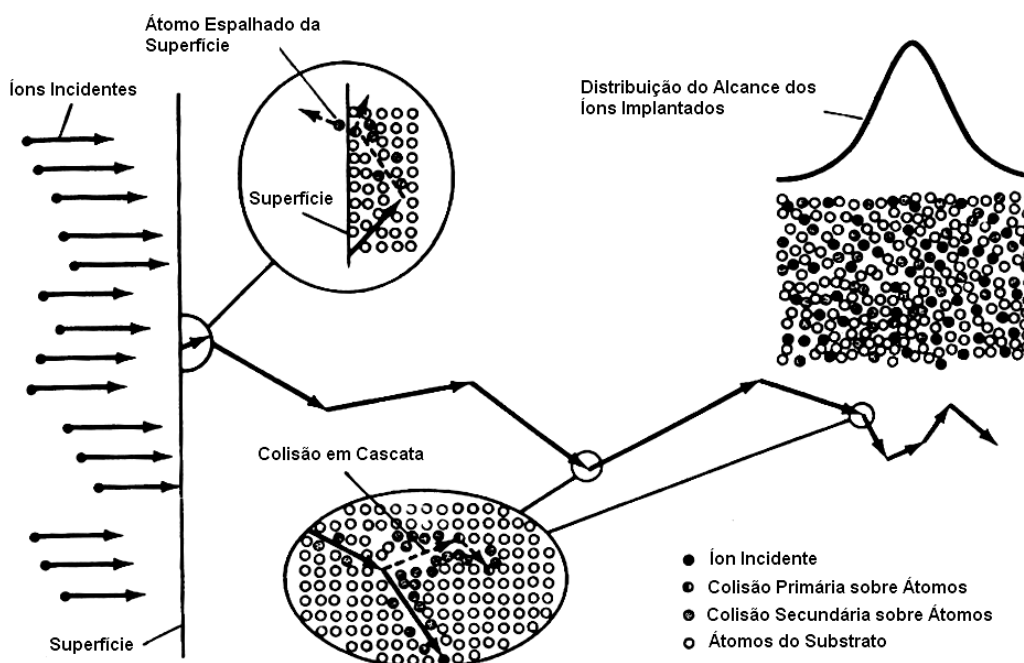 Átomo Espalhado da
Superfície
Íons Incidentes
Distribuição do Alcance dos
Íons Implantados
Superfície
Colisão em Cascata
Íon Incidente
Colisão Primária sobre Átomos
Colisão Secundária sobre Átomos
Átomos do Substrato
Superfície